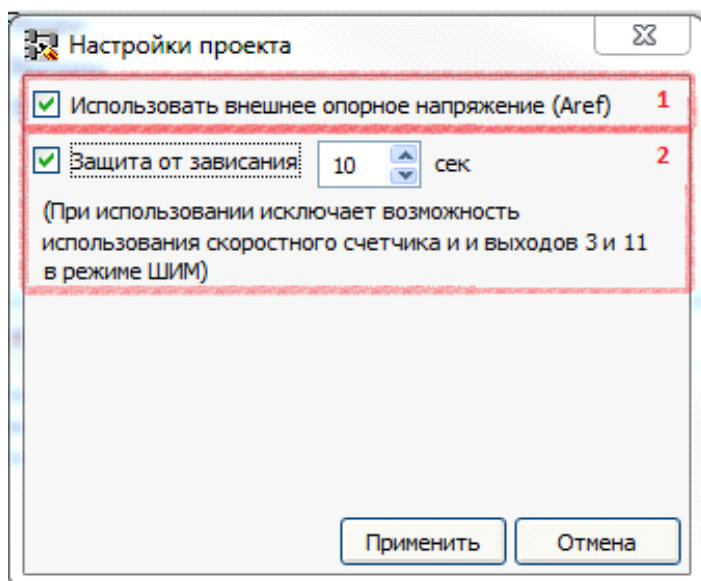 Настройки проекта
Использовать внешнее опорное напряжение (Aref) 1
Защита от зависания 10 сек 2
(При использовании исключает возможность
использования скоростного счетчика и и выходов 3 и 11
в режиме ШИМ)
Применить Отмена